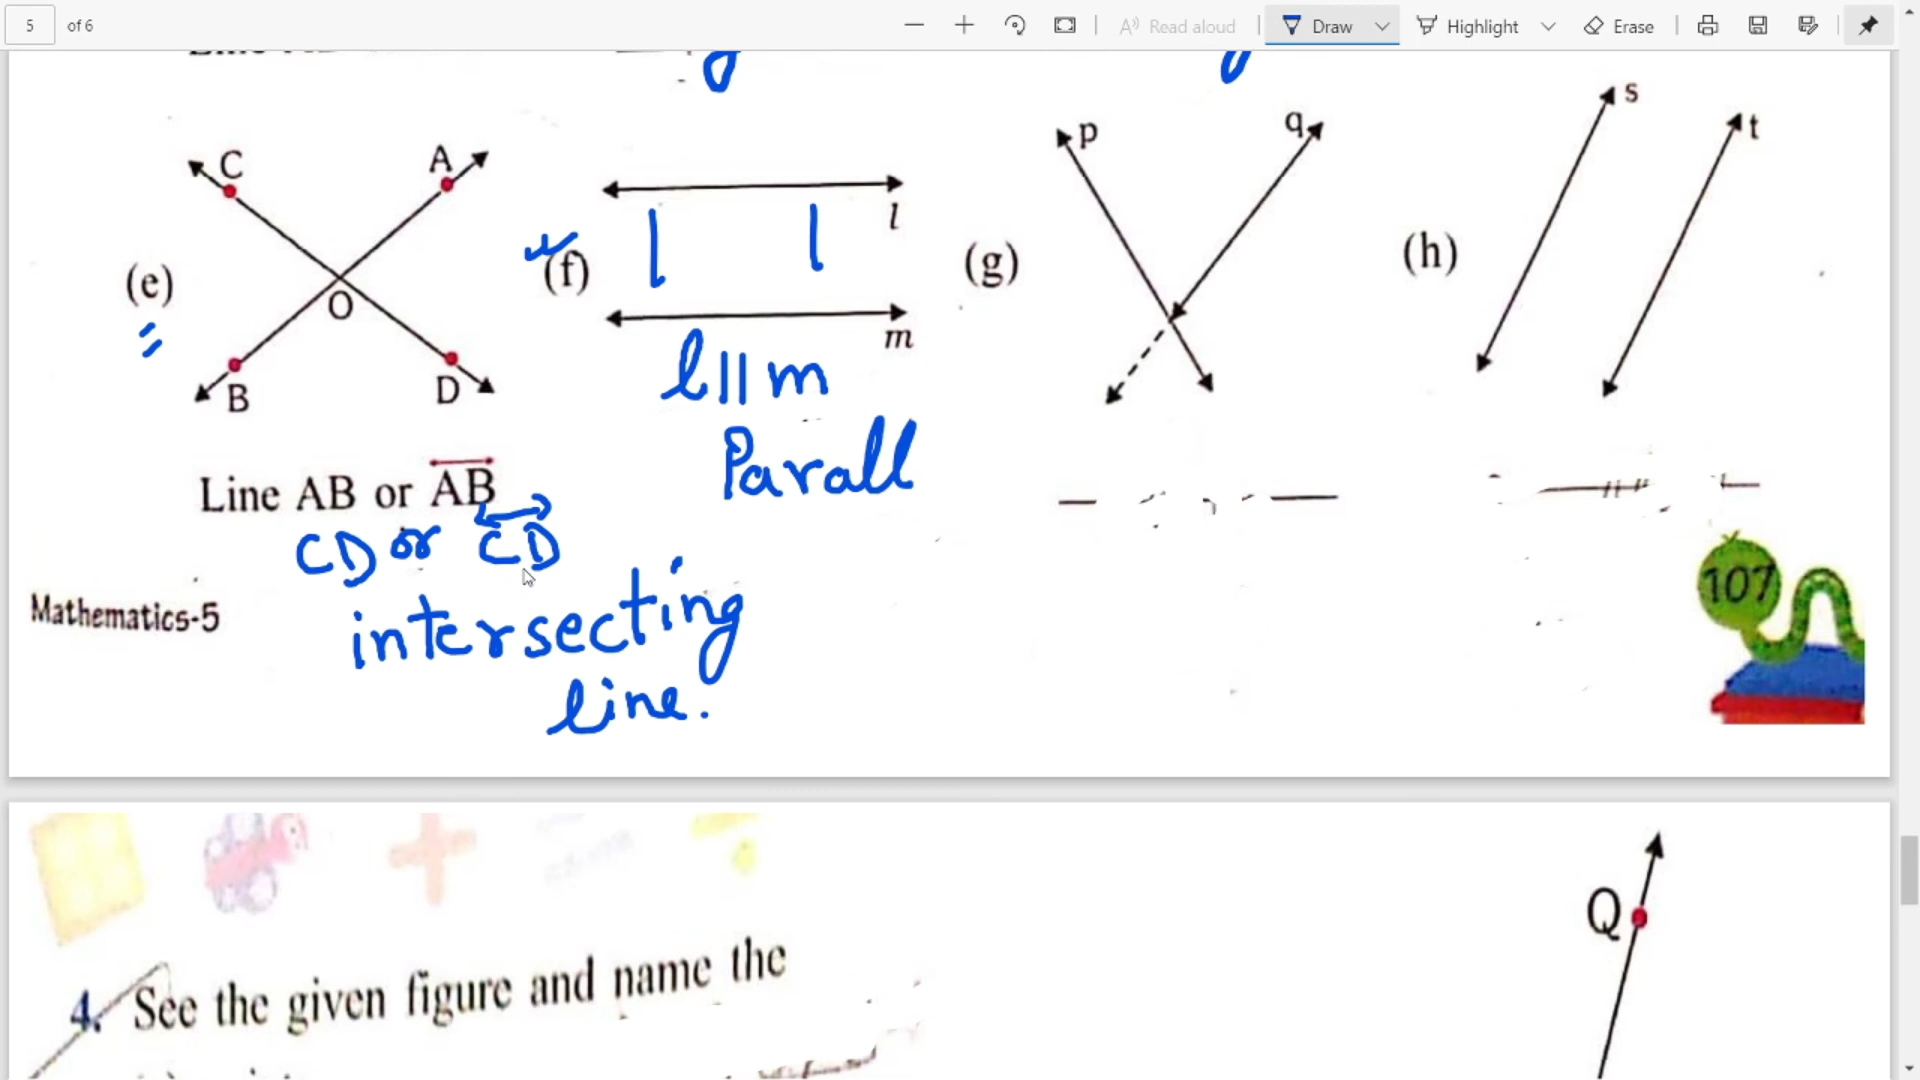 5 of 6
Read aloud
Draw
Highlight
Erase
C
A
O
B
D
(e)
(f)
l
m
l||m
Parall
(g)
p
q
(h)
s
t
Line AB or AB
CD or CD
intersecting
line.
Mathematics-5
107
Q
4. See the given figure and name the